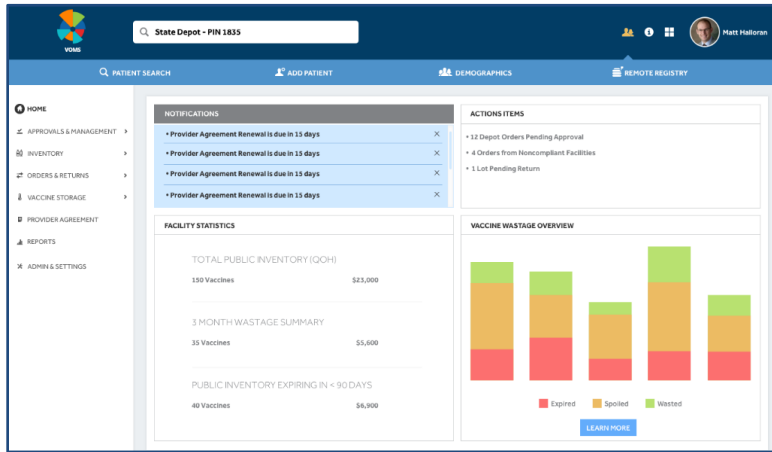 VOMS
State Depot - PIN 1835
Matt Halloran
PATIENT SEARCH
ADD PATIENT
DEMOGRAPHICS
REMOTE REGISTRY
HOME
APPROVALS & MANAGEMENT
INVENTORY
ORDERS & RETURNS
VACCINE STORAGE
PROVIDER AGREEMENT
REPORTS
ADMIN & SETTINGS
NOTIFICATIONS
• Provider Agreement Renewal is due in 15 days
• Provider Agreement Renewal is due in 15 days
• Provider Agreement Renewal is due in 15 days
• Provider Agreement Renewal is due in 15 days
ACTIONS ITEMS
• 12 Depot Orders Pending Approval
• 4 Orders from Noncompliant Facilities
• 1 Lot Pending Return
FACILITY STATISTICS
TOTAL PUBLIC INVENTORY (QOH)
150 Vaccines $23,000
3 MONTH WASTAGE SUMMARY
35 Vaccines $5,600
PUBLIC INVENTORY EXPIRING IN < 90 DAYS
40 Vaccines $6,900
VACCINE WASTAGE OVERVIEW
Expired Spoiled Wasted
LEARN MORE